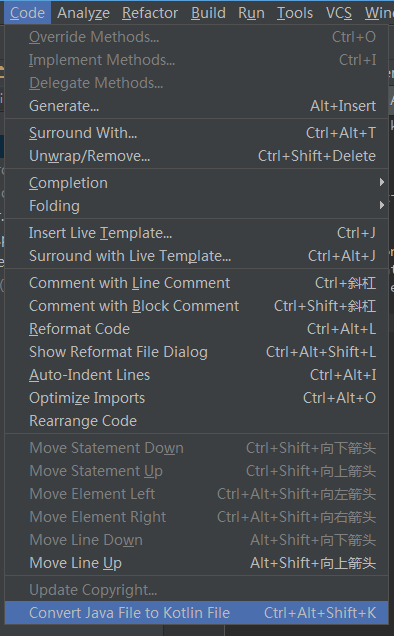 Code Analyze Refactor Build Run Tools VCS
Override Methods... Ctrl+O
Implement Methods... Ctrl+I
Delegate Methods...
Generate... Alt+Insert
Surround With... Ctrl+Alt+T
Unwrap/Remove... Ctrl+Shift+Delete
Completion
Folding
Insert Live Template... Ctrl+J
Surround with Live Template... Ctrl+Alt+J
Comment with Line Comment Ctrl+斜杠
Comment with Block Comment Ctrl+Shift+斜杠
Reformat Code Ctrl+Alt+L
Show Reformat File Dialog Ctrl+Alt+Shift+L
Auto-Indent Lines Ctrl+Alt+I
Optimize Imports Ctrl+Alt+O
Rearrange Code
Move Statement Down Ctrl+Shift+向下箭头
Move Statement Up Ctrl+Shift+向上箭头
Move Element Left Ctrl+Alt+Shift+向左箭头
Move Element Right Ctrl+Alt+Shift+向右箭头
Move Line Down Alt+Shift+向下箭头
Move Line Up Alt+Shift+向上箭头
Update Copyright...
Convert Java File to Kotlin File Ctrl+Alt+Shift+K